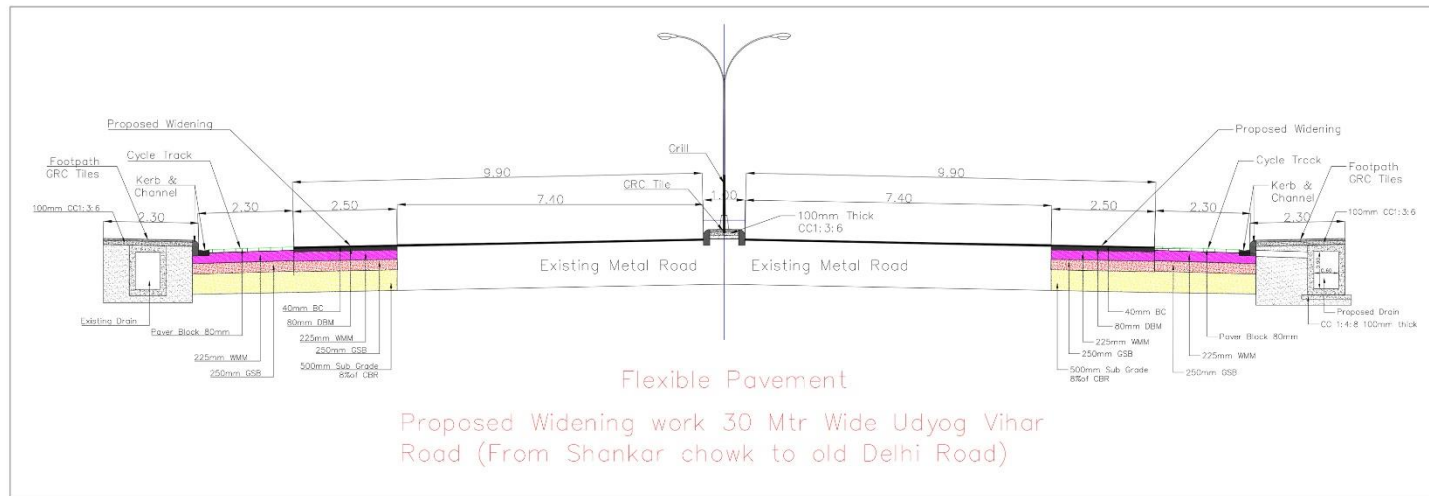 Proposed Widening
Cycle Track
Footpath
GRC Tiles
Kerb &
Channel
100mm CC1:3:6
2.30
2.30
2.50
9.90
7.40
Grill
GRC Tile
1.00
100mm Thick
CC1:3:6
9.90
7.40
2.50
2.30
2.30
Proposed Widening
Cycle Track
Footpath
GRC Tiles
Kerb &
Channel
100mm CC1:3:6
Existing Metal Road
Existing Metal Road
Existing Drain
Paver Block 80mm
225mm WMM
250mm GSB
40mm BC
80mm DBM
225mm WMM
250mm GSB
500mm Sub Grade
8%of CBR
40mm BC
80mm DBM
225mm WMM
250mm GSB
500mm Sub Grade
8%of CBR
Paver Block 80mm
225mm WMM
250mm GSB
Proposed Drain
CC 1:4:8 100mm thick
Flexible Pavement
Proposed Widening work 30 Mtr Wide Udyog Vihar
Road (From Shankar chowk to old Delhi Road)